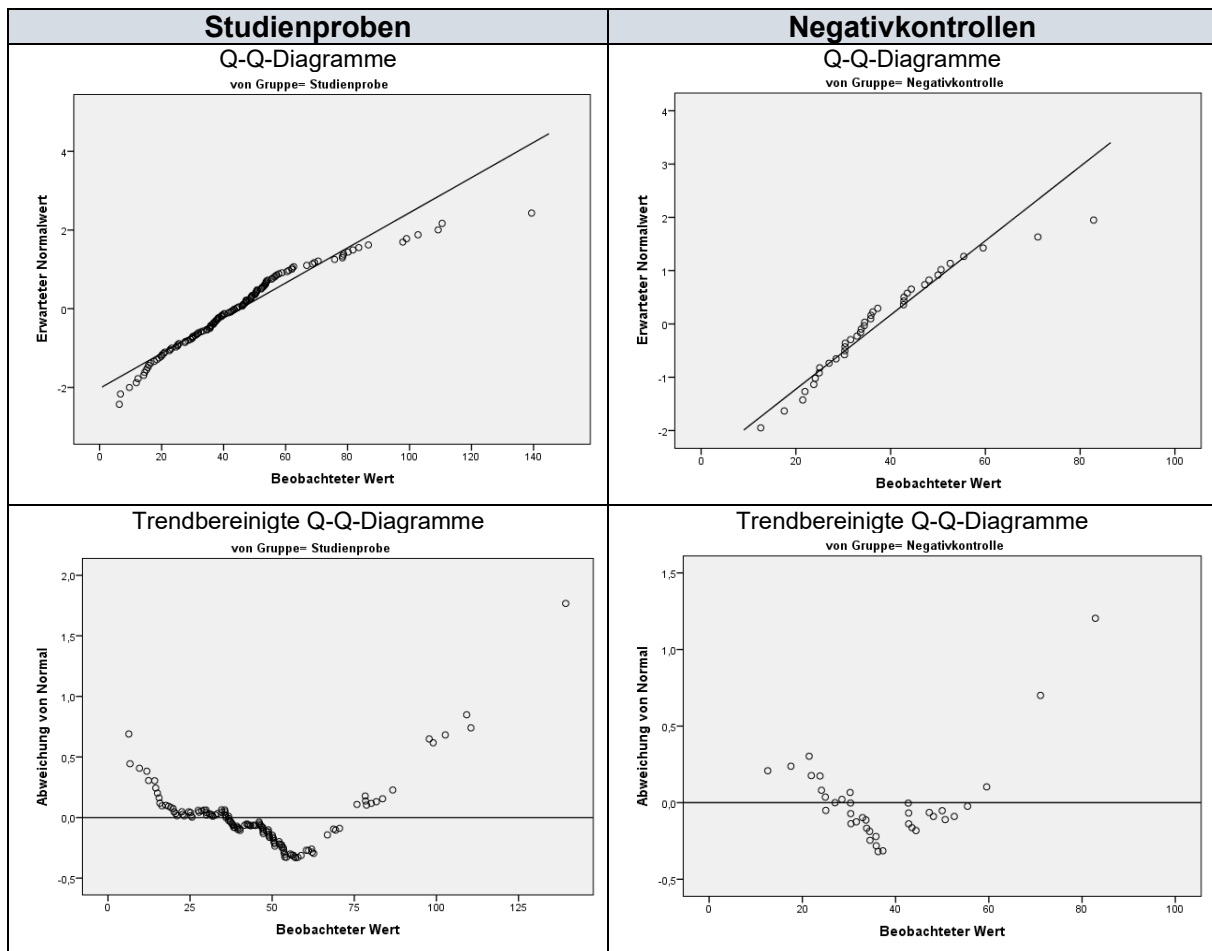 Studienproben
Negativkontrollen
Q-Q-Diagramme
von Gruppe= Studienprobe
Erwarteter Normalwert
4
2
0
-2
0 20 40 60 80 100 120 140
Beobachteter Wert
Q-Q-Diagramme
von Gruppe= Negativkontrolle
Erwarteter Normalwert
4
3
2
1
0
-1
-2
0 20 40 60 80 100
Beobachteter Wert
Trendbereinigte Q-Q-Diagramme
von Gruppe= Studienprobe
Abweichung von Normal
2,0
1,5
1,0
0,5
0,0
-0,5
0 25 50 75 100 125
Beobachteter Wert
Trendbereinigte Q-Q-Diagramme
von Gruppe= Negativkontrolle
Abweichung von Normal
1,5
1,0
0,5
0,0
-0,5
0 20 40 60 80 100
Beobachteter Wert